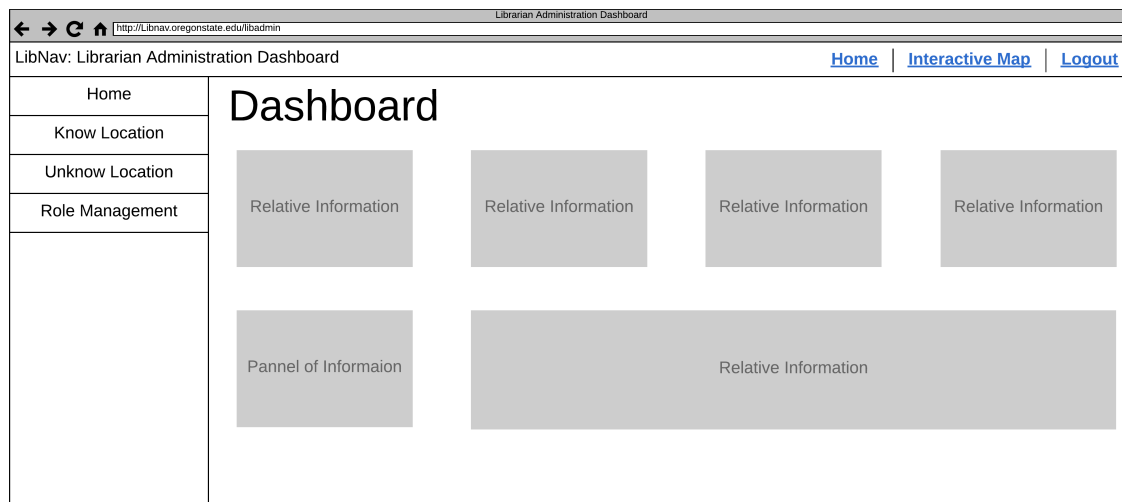 Librarian Administration Dashboard
http://Libnav.oregonstate.edu/libadmin
LibNav: Librarian Administration Dashboard
Home
Interactive Map
Logout
Home
Know Location
Unknow Location
Role Management
Dashboard
Relative Information
Relative Information
Relative Information
Relative Information
Pannel of Informaion
Relative Information